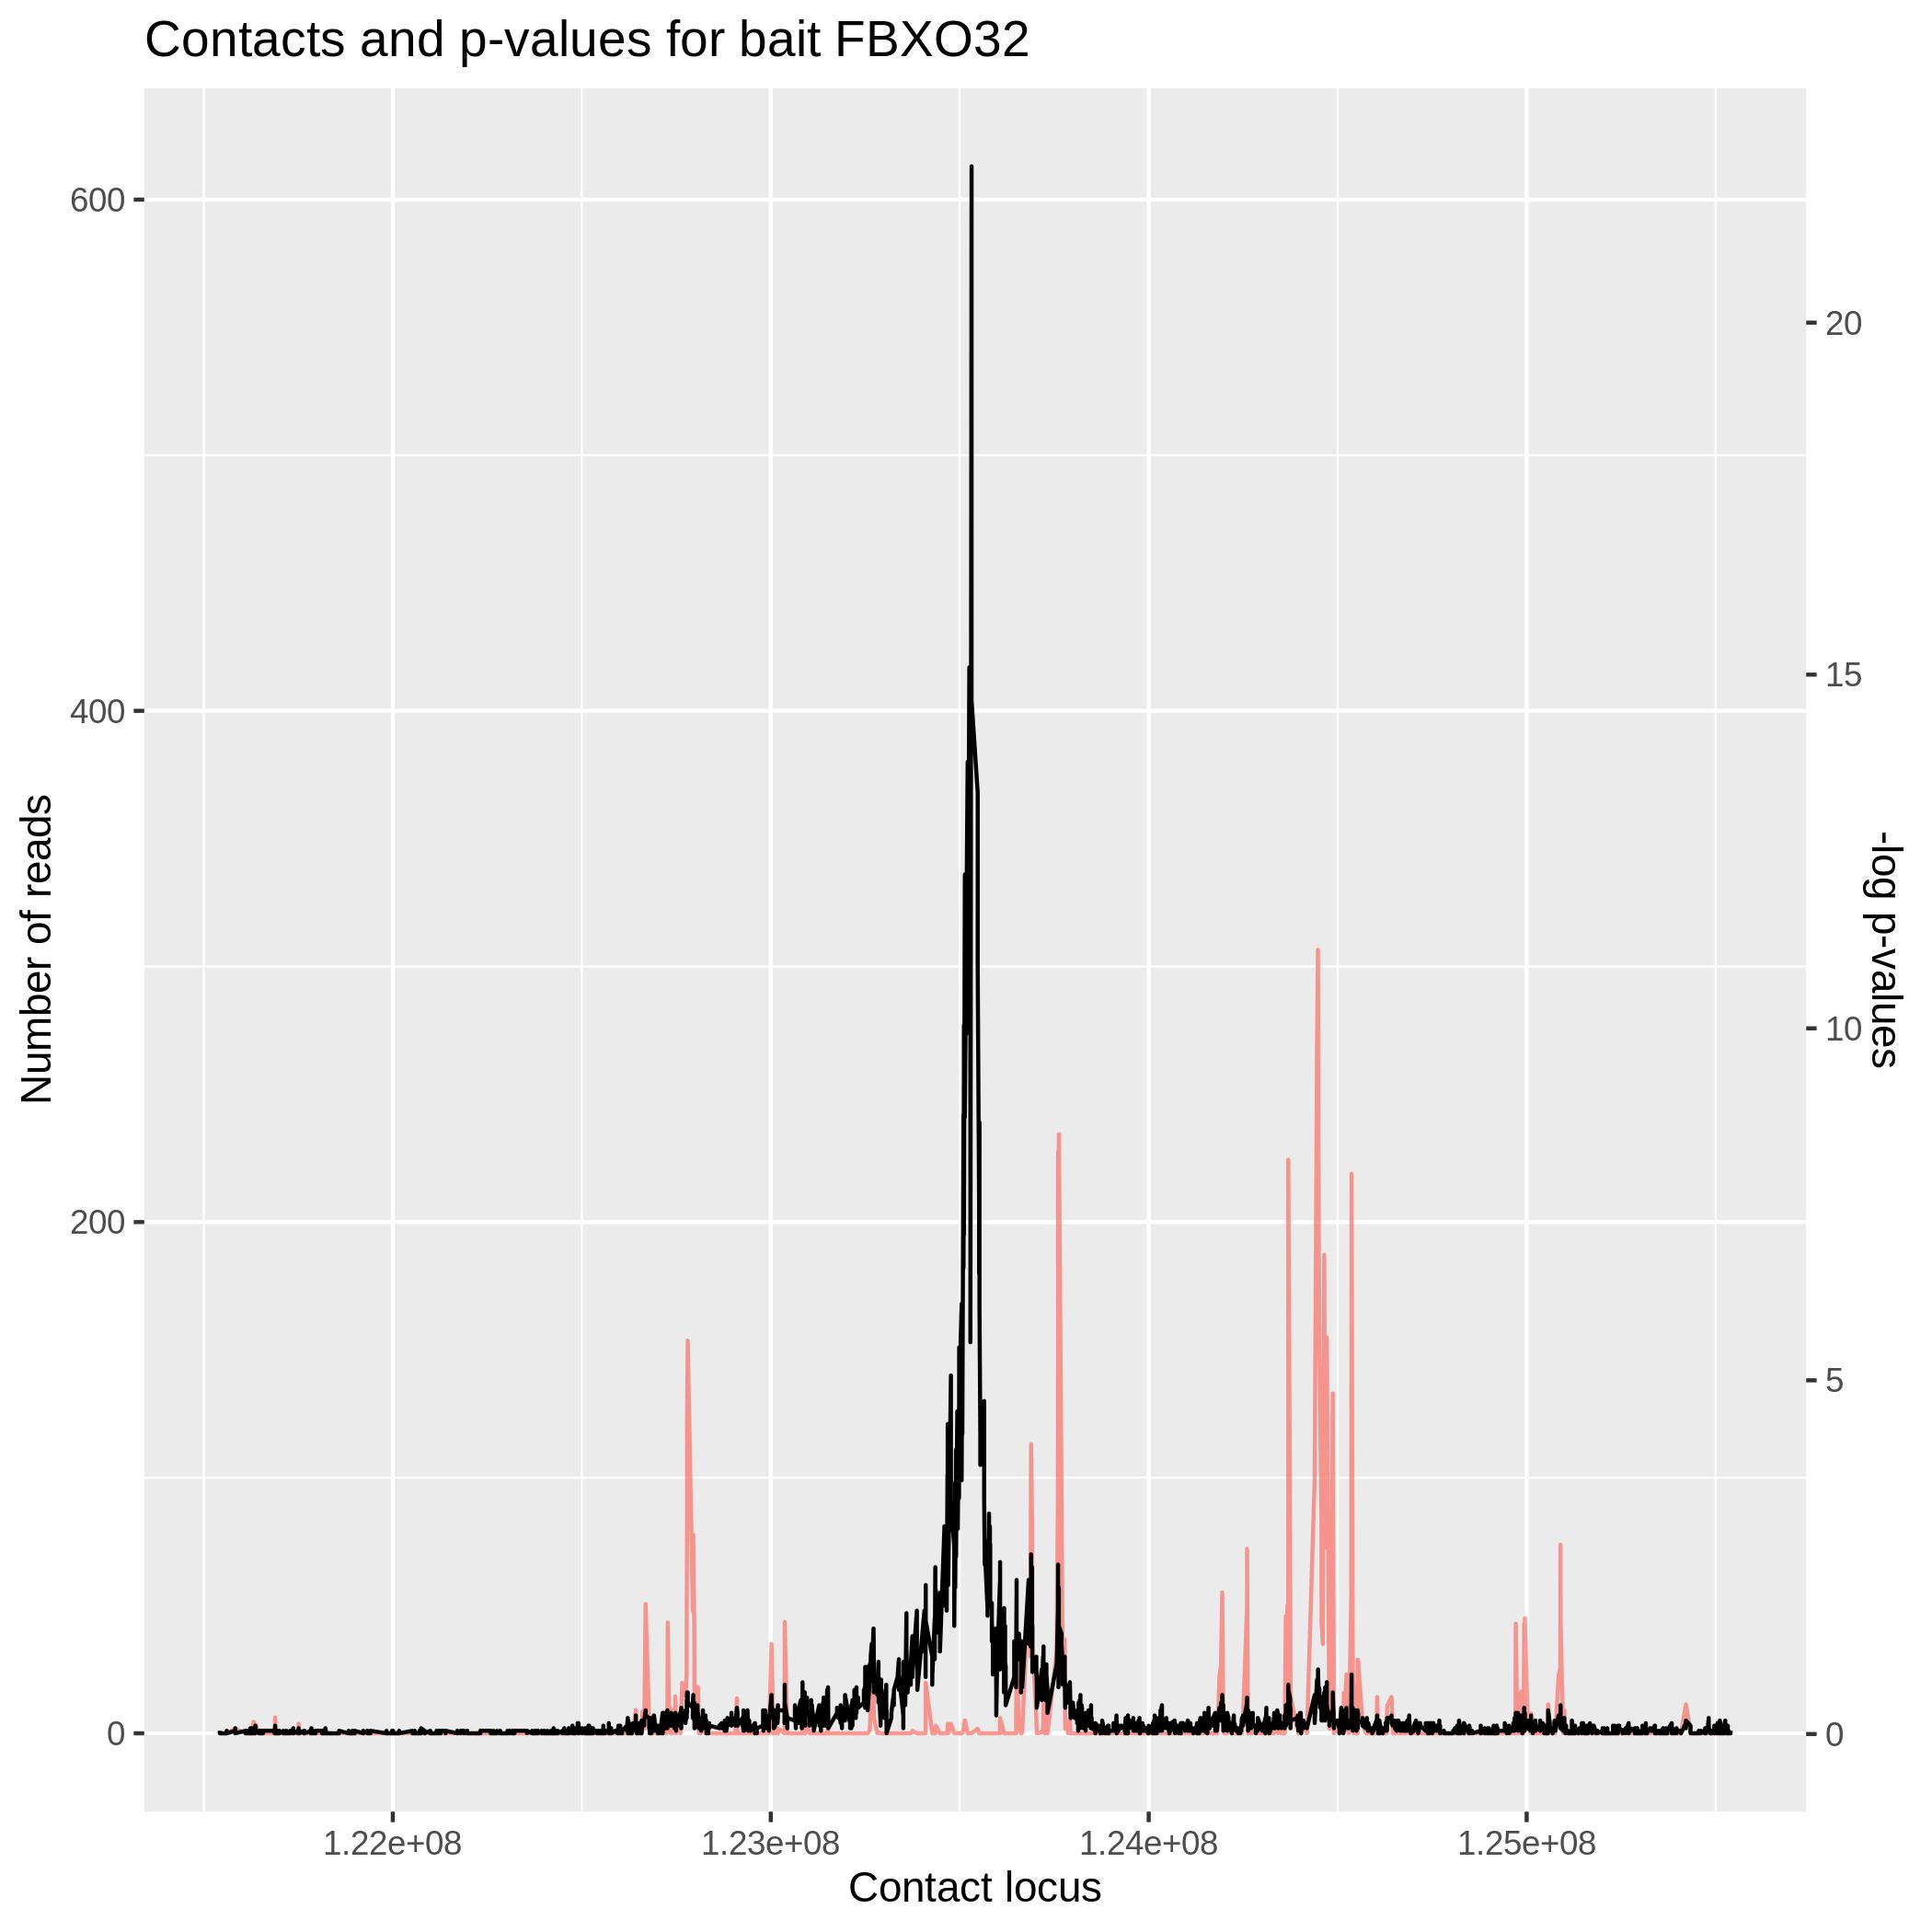 Contacts and p-values for bait FBXO32
600
400
200
0
20
15
10
5
0
Number of reads
-log p-values
1.22e+08
1.23e+08
1.24e+08
1.25e+08
Contact locus